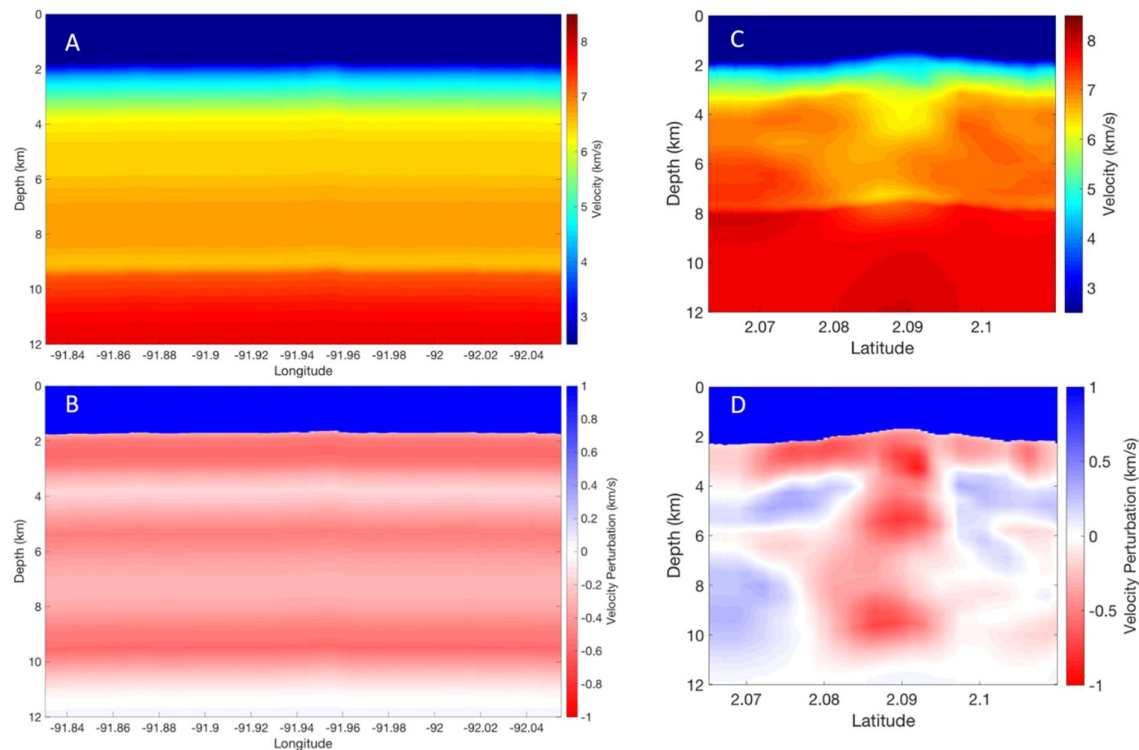 A
0
2
4
6
8
10
12
Depth (km)
-91.84 -91.86 -91.88 -91.9 -91.92 -91.94 -91.96 -91.98 -92 -92.02 -92.04
Longitude
8
7
6
5
4
3
Velocity (km/s)
C
0
2
4
6
8
10
12
Depth (km)
2.07 2.08 2.09 2.1
Latitude
8
7
6
5
4
3
Velocity (km/s)
B
0
2
4
6
8
10
12
Depth (km)
-91.84 -91.86 -91.88 -91.9 -91.92 -91.94 -91.96 -91.98 -92 -92.02 -92.04
Longitude
1
0.8
0.6
0.4
0.2
0
-0.2
-0.4
-0.6
-0.8
-1
Velocity Perturbation (km/s)
D
0
2
4
6
8
10
12
Depth (km)
2.07 2.08 2.09 2.1
Latitude
1
0.5
0
-0.5
-1
Velocity Perturbation (km/s)